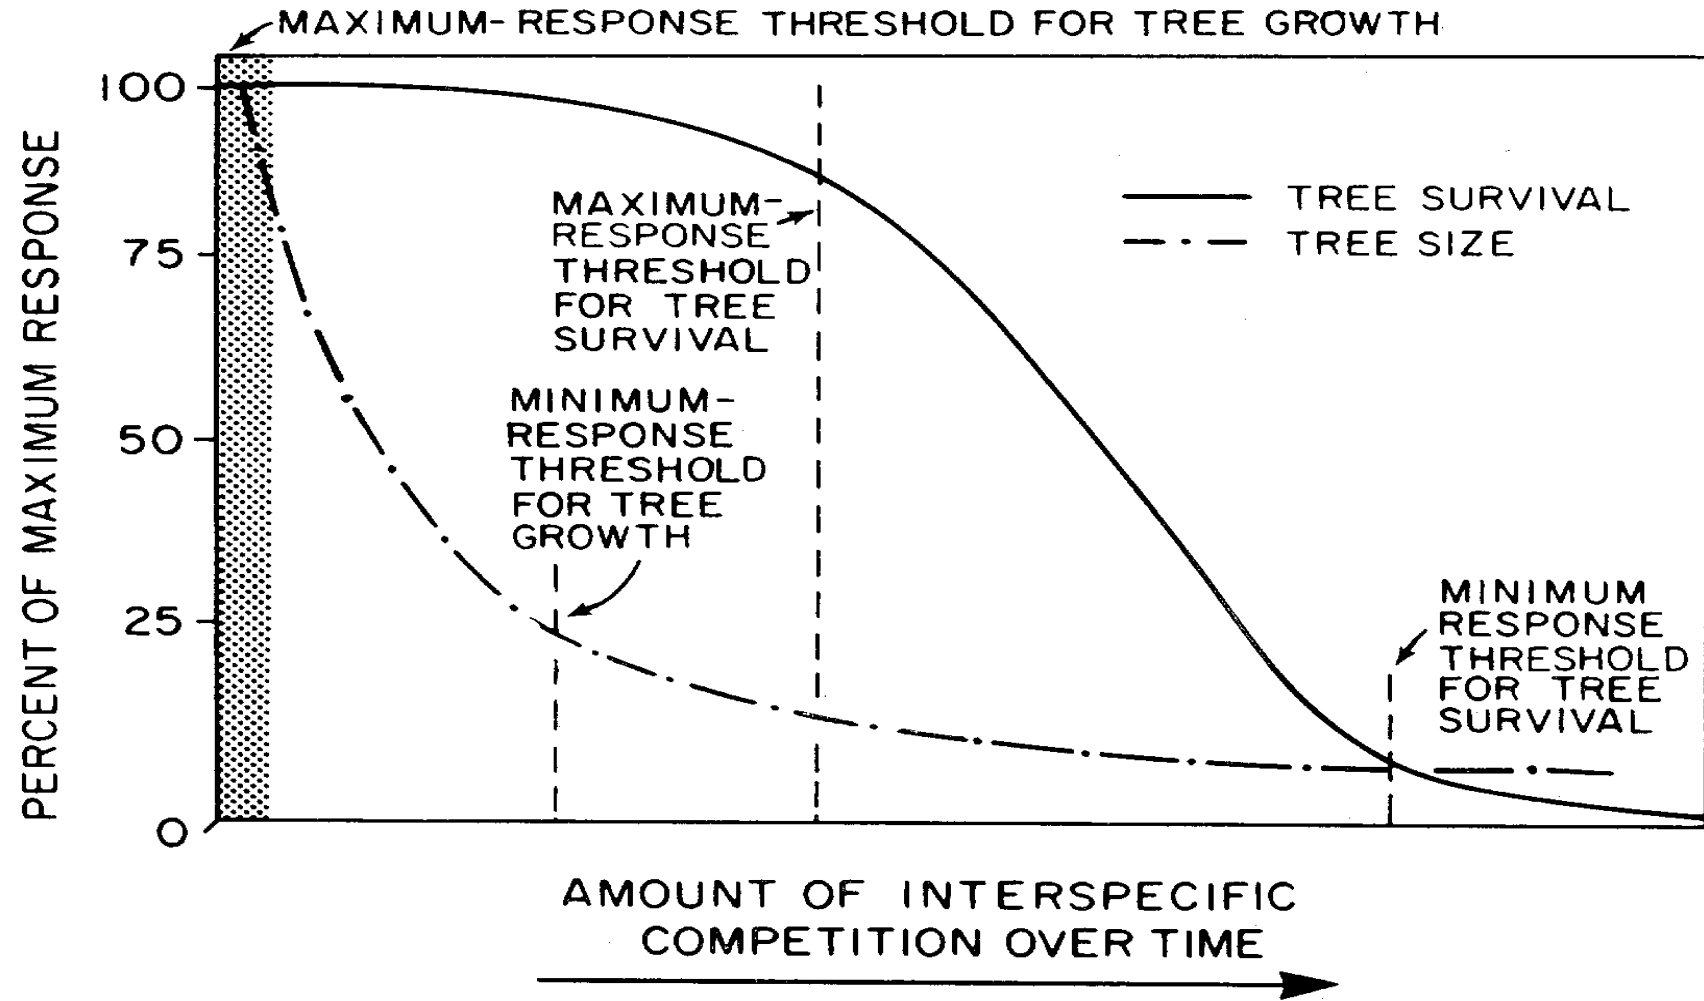 MAXIMUM-RESPONSE THRESHOLD FOR TREE GROWTH
PERCENT OF MAXIMUM RESPONSE
100
75
50
25
0
MAXIMUM-
RESPONSE
THRESHOLD
FOR TREE
SURVIVAL
MINIMUM-
RESPONSE
THRESHOLD
FOR TREE
GROWTH
TREE SURVIVAL
TREE SIZE
MINIMUM
RESPONSE
THRESHOLD
FOR TREE
SURVIVAL
AMOUNT OF INTERSPECIFIC
COMPETITION OVER TIME